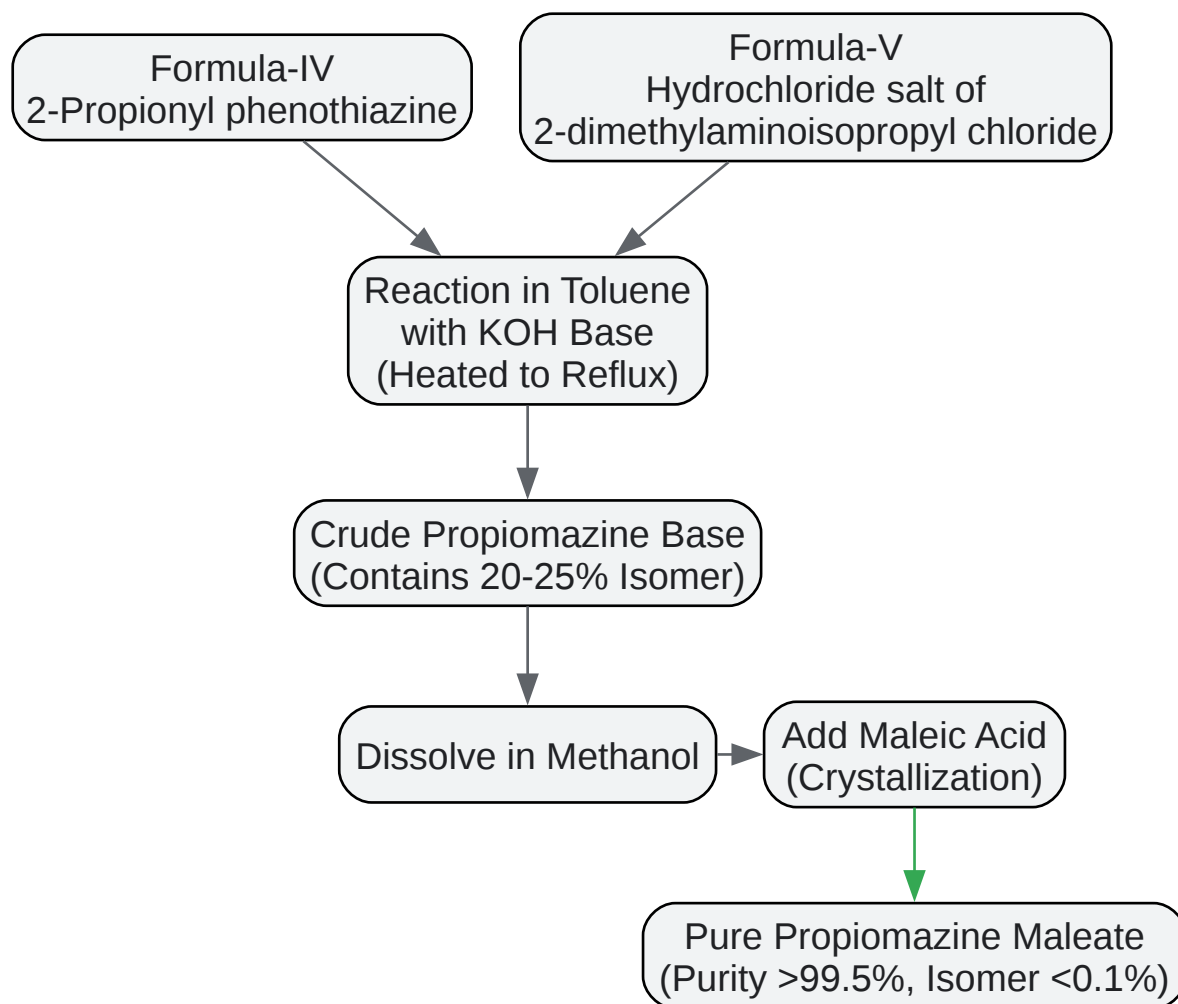 Formula-IV
2-Propionyl phenothiazine
Formula-V
Hydrochloride salt of
2-dimethylaminoisopropyl chloride
Reaction in Toluene
with KOH Base
(Heated to Reflux)
Crude Propiomazine Base
(Contains 20-25% Isomer)
Dissolve in Methanol
Add Maleic Acid
(Crystallization)
Pure Propiomazine Maleate
(Purity >99.5%, Isomer <0.1%)